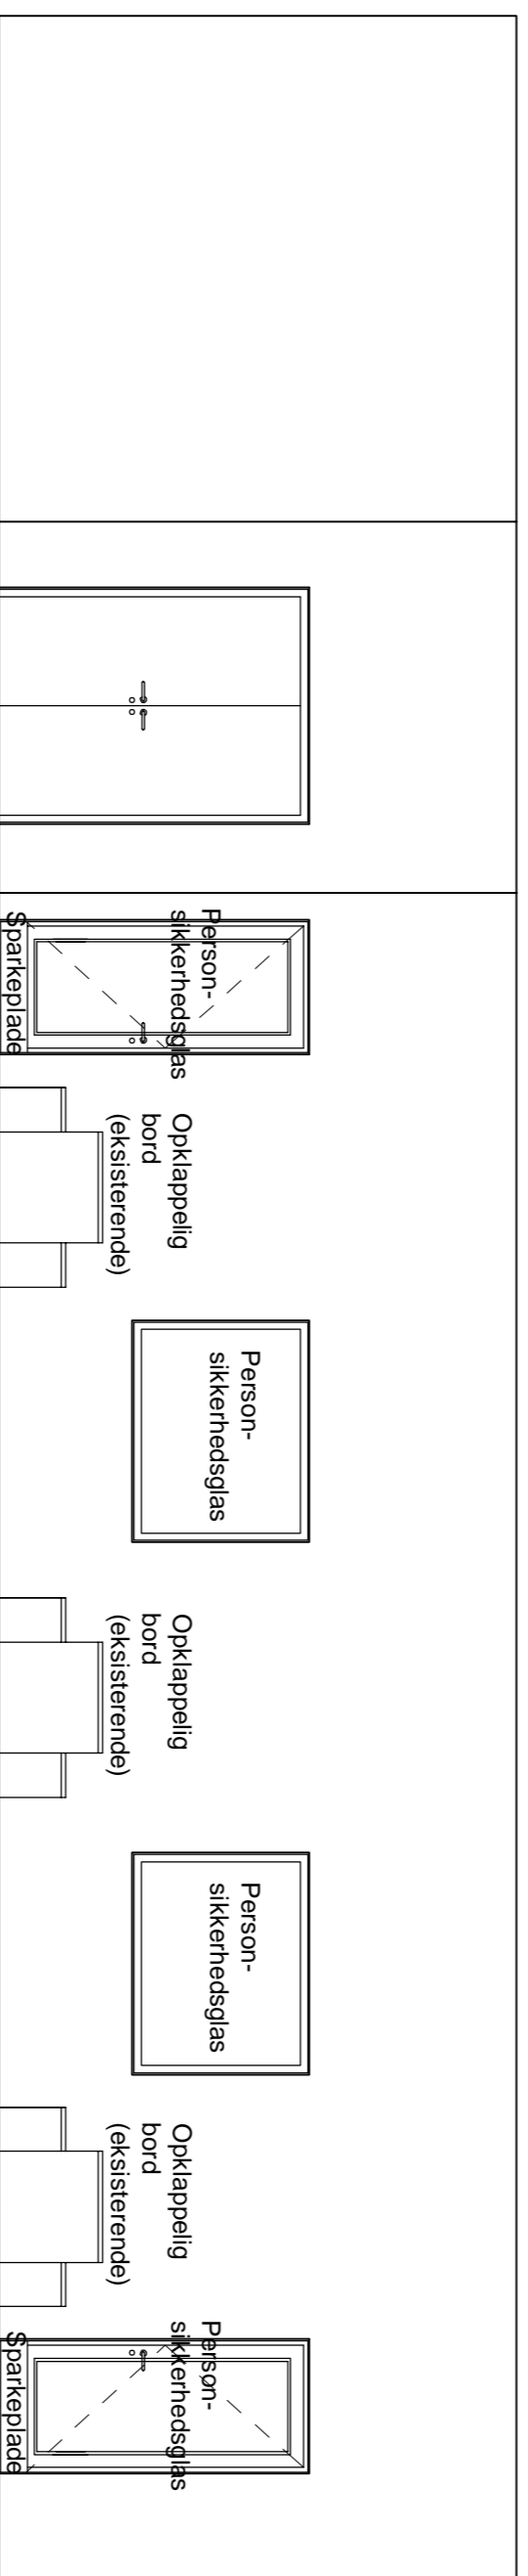 Person-
sikkerhedsglas
Sparkeplade
Opklappelig
bord
(eksisterende)
Person-
sikkerhedsglas
Opklappelig
bord
(eksisterende)
Person-
sikkerhedsglas
Opklappelig
bord
(eksisterende)
Person-
sikkerhedsglas
Sparkeplade